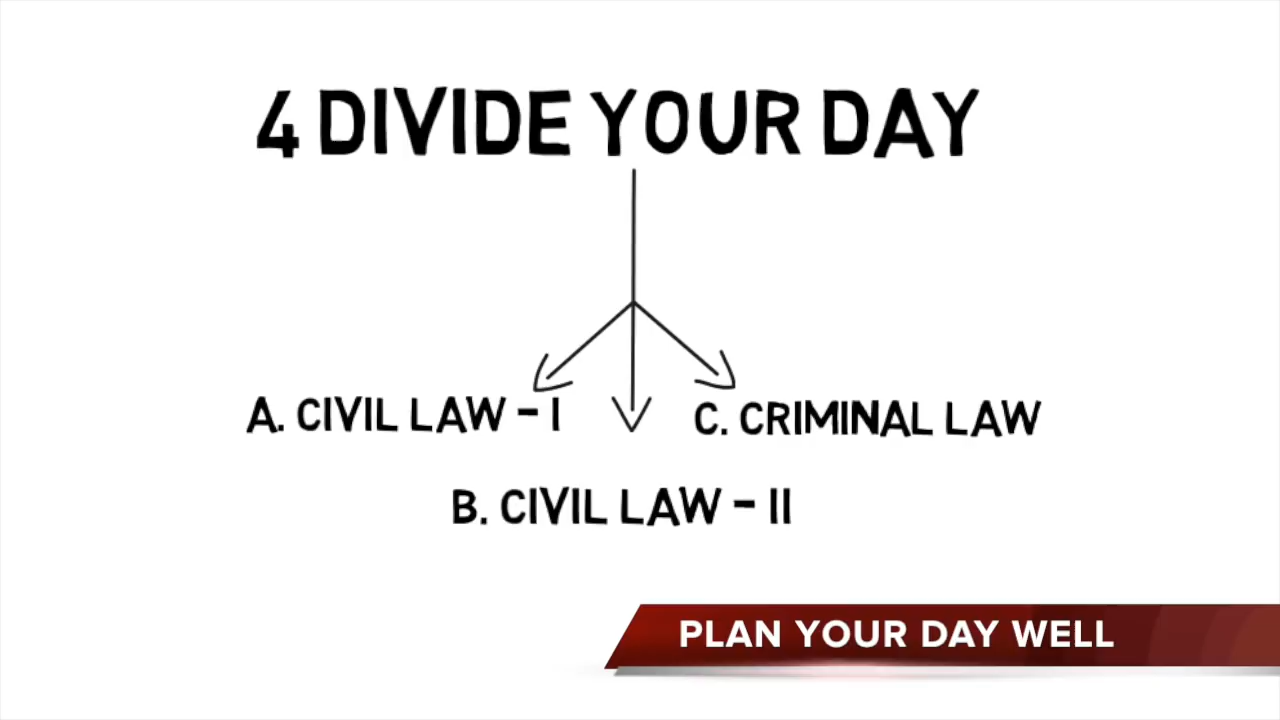 4 DIVIDE YOUR DAY
A. CIVIL LAW - I
C. CRIMINAL LAW
B. CIVIL LAW - II
PLAN YOUR DAY WELL